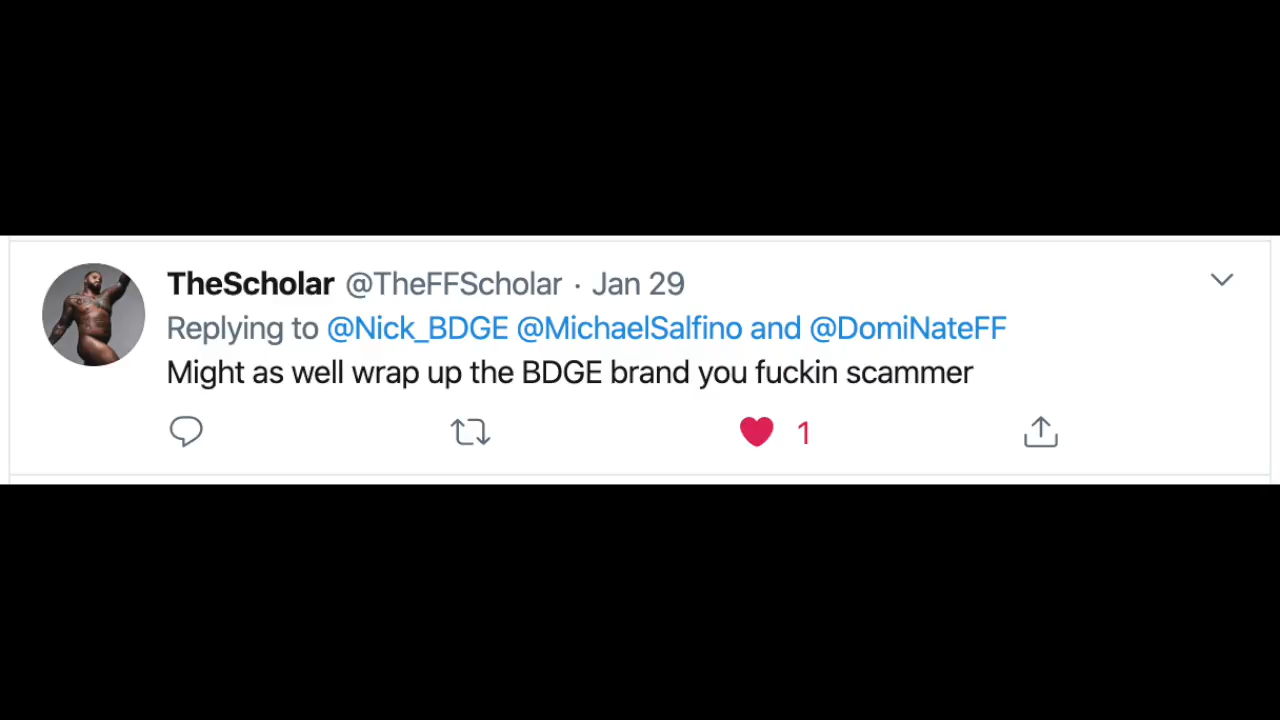 TheScholar @TheFFScholar · Jan 29
Replying to @Nick_BDGE @MichaelSalfino and @DomiNateFF
Might as well wrap up the BDGE brand you fuckin scammer
1